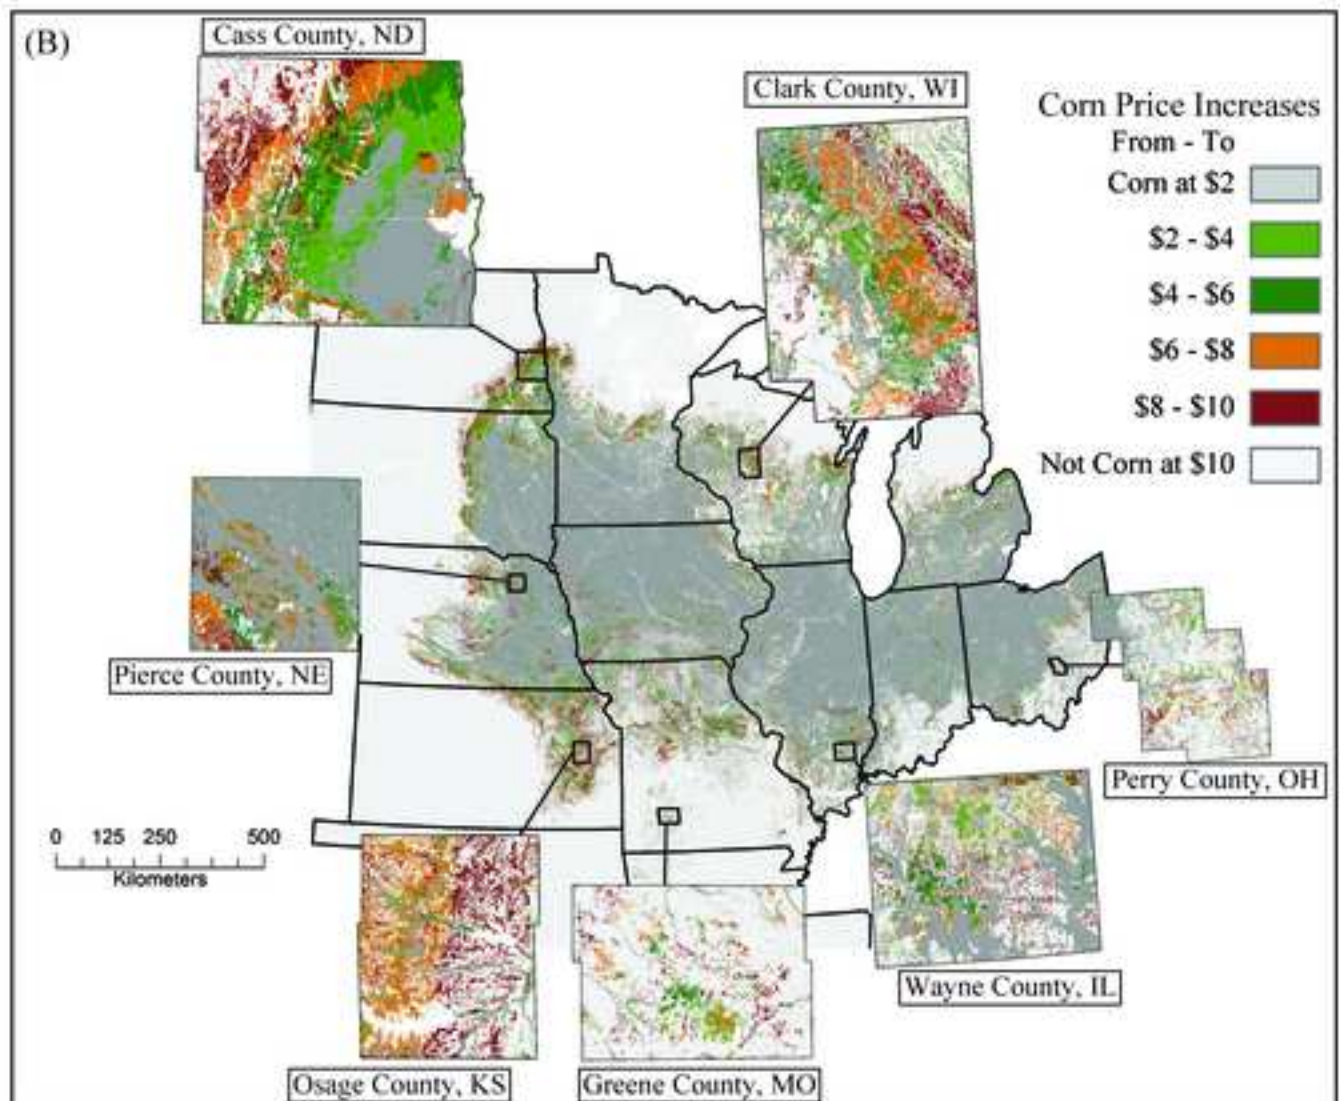 (B)
Cass County, ND
Clark County, WI
Corn Price Increases
From - To
Corn at $2
$2 - $4
$4 - $6
$6 - $8
$8 - $10
Not Corn at $10
Pierce County, NE
Perry County, OH
0 125 250 500
Kilometers
Wayne County, IL
Osage County, KS
Greene County, MO